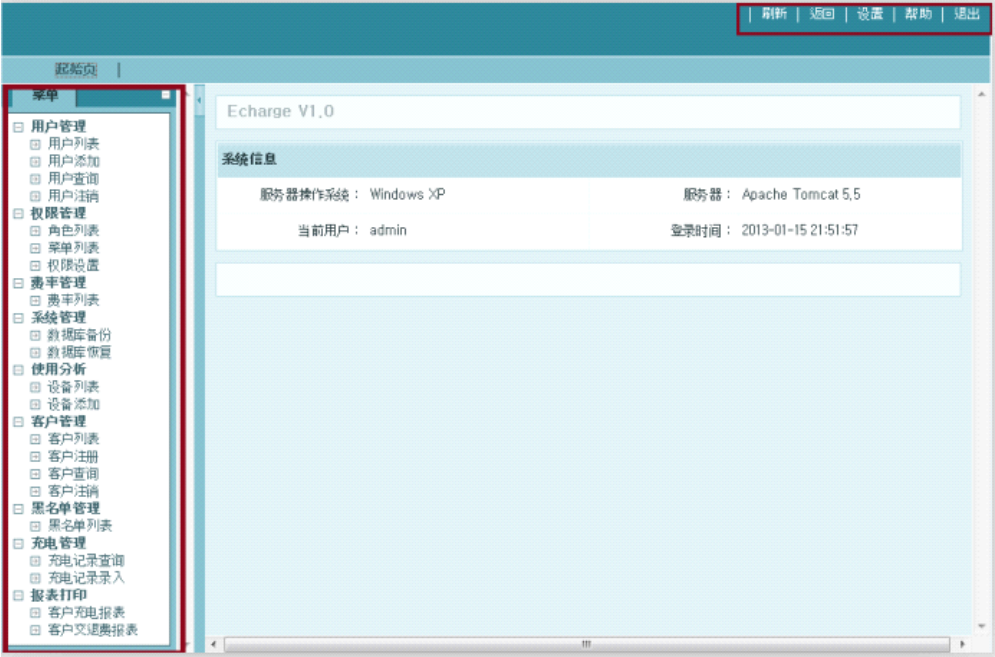 | 刷新 | 返回 | 设置 | 帮助 | 退出
起始页 |
菜单
用户管理
用户列表
用户添加
用户查询
用户注销
权限管理
角色列表
菜单列表
权限设置
费率管理
费率列表
系统管理
数据库备份
数据库恢复
使用分析
设备列表
设备添加
客户管理
客户列表
客户注册
客户查询
客户注销
黑名单管理
黑名单列表
充电管理
充电记录查询
充电记录录入
报表打印
客户充电报表
客户交退费报表
Echarge V1.0
系统信息
服务器操作系统： Windows XP 服务器： Apache Tomcat 5.5
当前用户： admin 登录时间： 2013-01-15 21:51:57